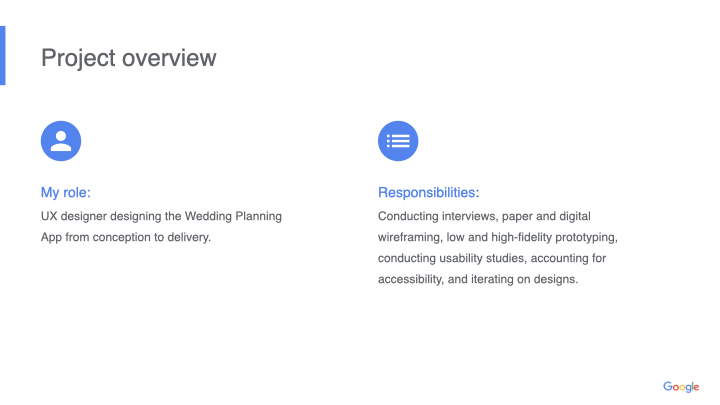 Project overview
My role:
UX designer designing the Wedding Planning
App from conception to delivery.
Responsibilities:
Conducting interviews, paper and digital
wireframing, low and high-fidelity prototyping,
conducting usability studies, accounting for
accessibility, and iterating on designs.
Google